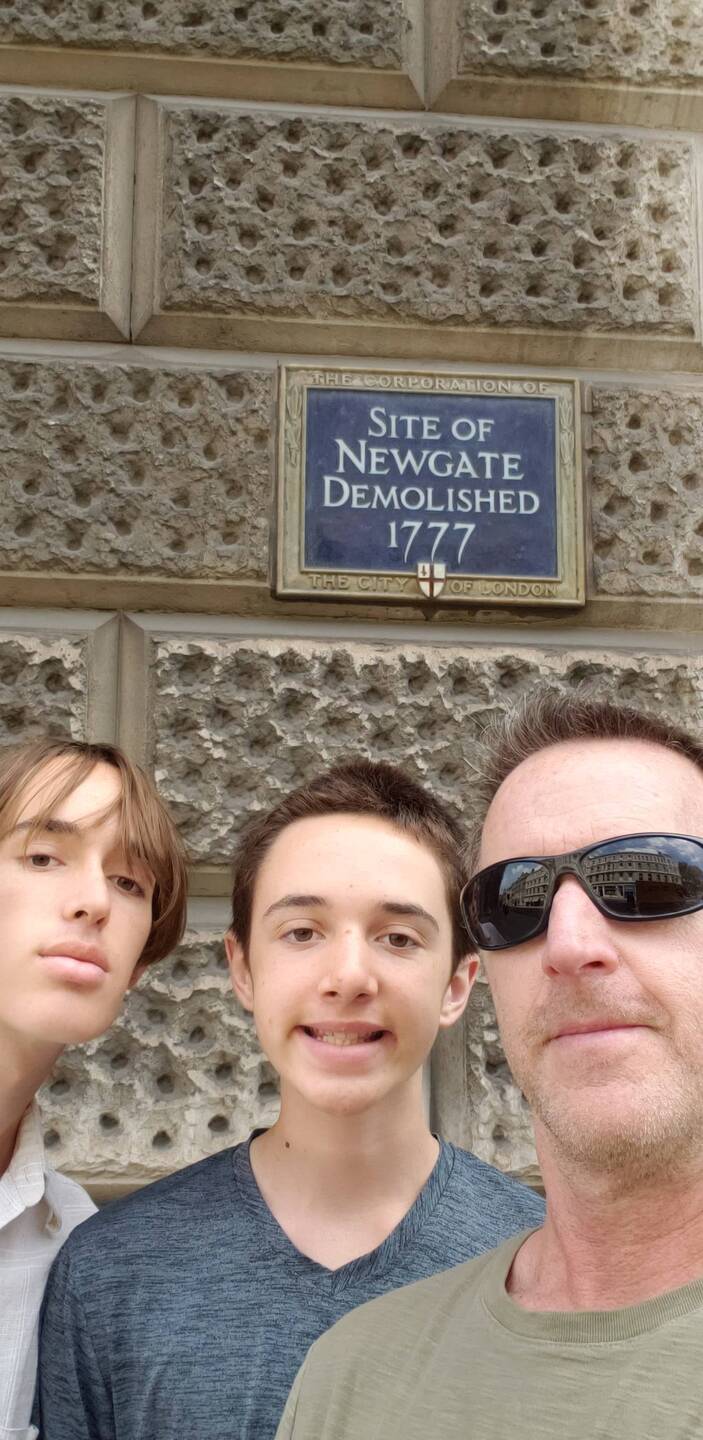 THE CORPORATION OF
SITE OF
NEWGATE
DEMOLISHED
1777
THE CITY OF LONDON